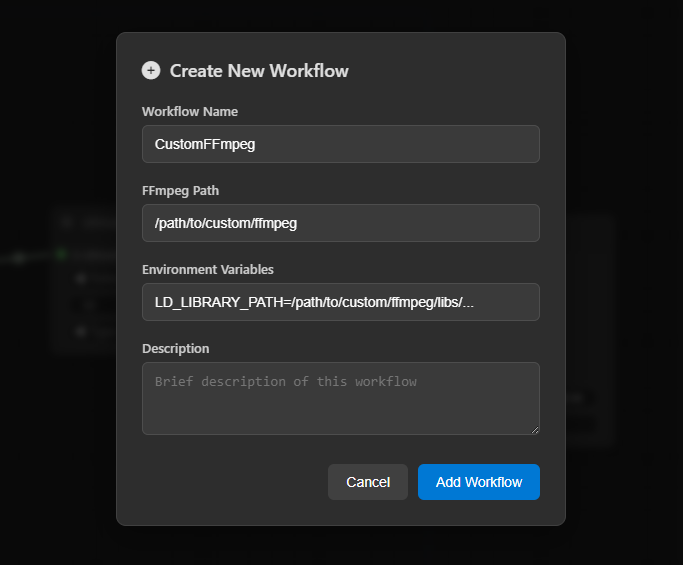 Create New Workflow
Workflow Name
CustomFFmpeg
FFmpeg Path
/path/to/custom/ffmpeg
Environment Variables
LD_LIBRARY_PATH=/path/to/custom/ffmpeg/libs/...
Description
Brief description of this workflow
Cancel
Add Workflow